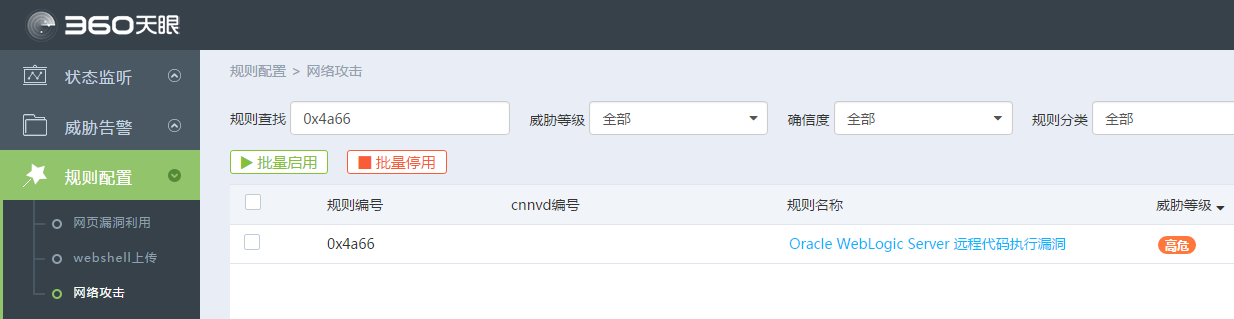 360天眼
状态监听
威胁告警
规则配置
网页漏洞利用
webshell上传
网络攻击
规则配置 > 网络攻击
规则查找 0x4a66 威胁等级 全部 确信度 全部 规则分类 全部
批量启用 批量停用
规则编号 cnnvd编号 规则名称 威胁等级
0x4a66 Oracle WebLogic Server 远程代码执行漏洞 高危